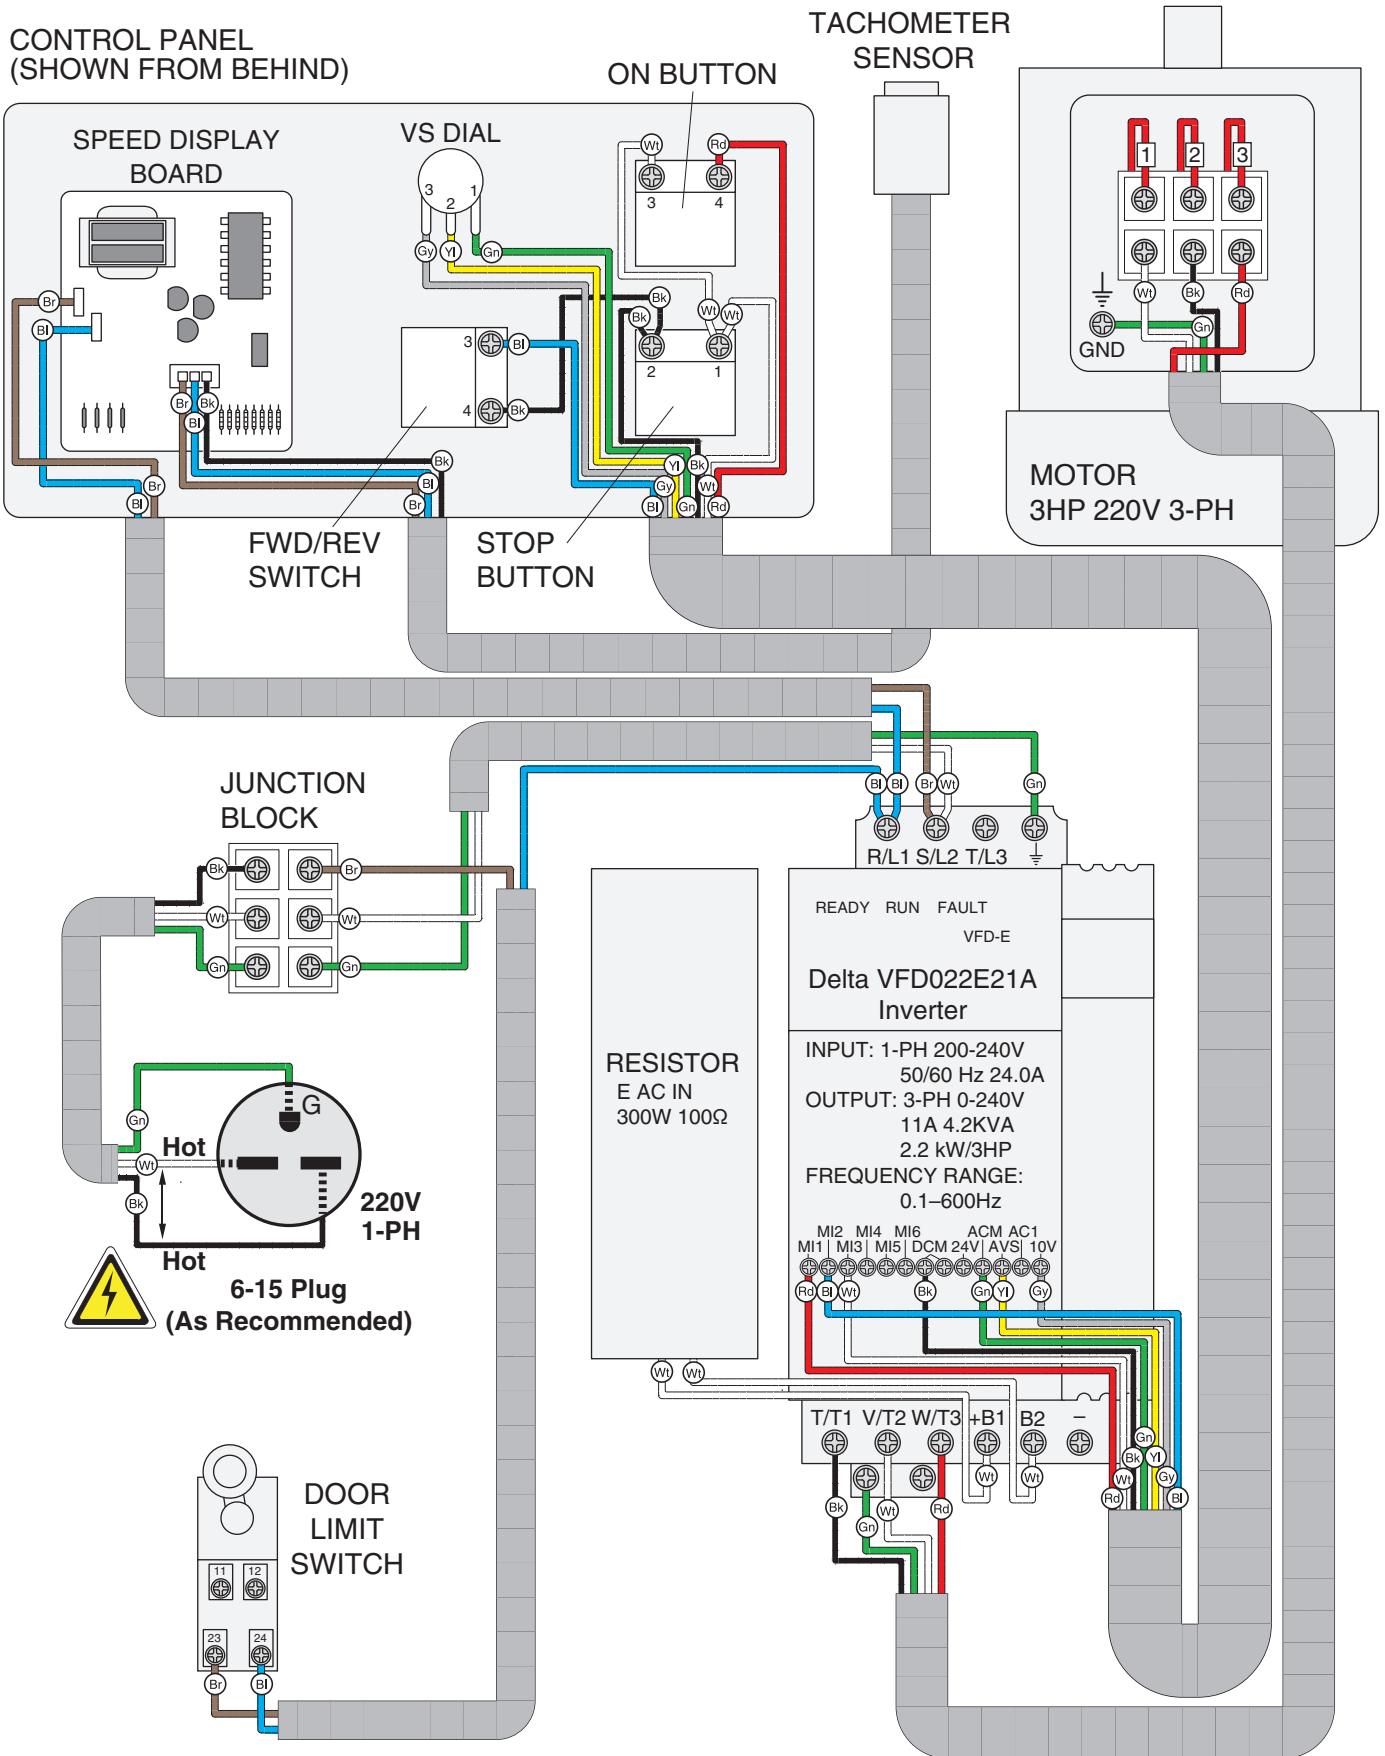 CONTROL PANEL
(SHOWN FROM BEHIND)
TACHOMETER
SENSOR
ON BUTTON
SPEED DISPLAY
BOARD
VS DIAL
3 2 1
Gy Yl Gn
Wt Rd
3 4
Wt Wt
Bk Bk
2 1
3 Bl
4 Bk
Br
Bl
Br Bl Bk
Bk
Bl
Br
Br
Bl
Yl Bk
Gy Wt
Bl Gn Rd
FWD/REV
SWITCH
STOP
BUTTON
1 2 3
Wt Bk Rd
Gn
GND
MOTOR
3HP 220V 3-PH
JUNCTION
BLOCK
Bk Br
Wt Wt
Gn Gn
Bl Bl Br Wt Gn
R/L1 S/L2 T/L3
READY RUN FAULT
VFD-E
Delta VFD022E21A
Inverter
INPUT: 1-PH 200-240V
50/60 Hz 24.0A
OUTPUT: 3-PH 0-240V
11A 4.2KVA
2.2 kW/3HP
FREQUENCY RANGE:
0.1–600Hz
MI2 MI4 MI6 ACM AC1
MI1 MI3 MI5 DCM 24V AVS 10V
Rd Bl Wt Bk Gn Yl Gy
RESISTOR
E AC IN
300W 100Ω
Wt Wt
T/T1 V/T2 W/T3 +B1 B2 –
Wt Wt
Bk Gn Wt Rd
Gn
Bk Yl
Wt Gy
Rd Bl
G
Gn
Hot
Wt
Bk
Hot
220V
1-PH
6-15 Plug
(As Recommended)
DOOR
LIMIT
SWITCH
11 12
23 24
Br Bl